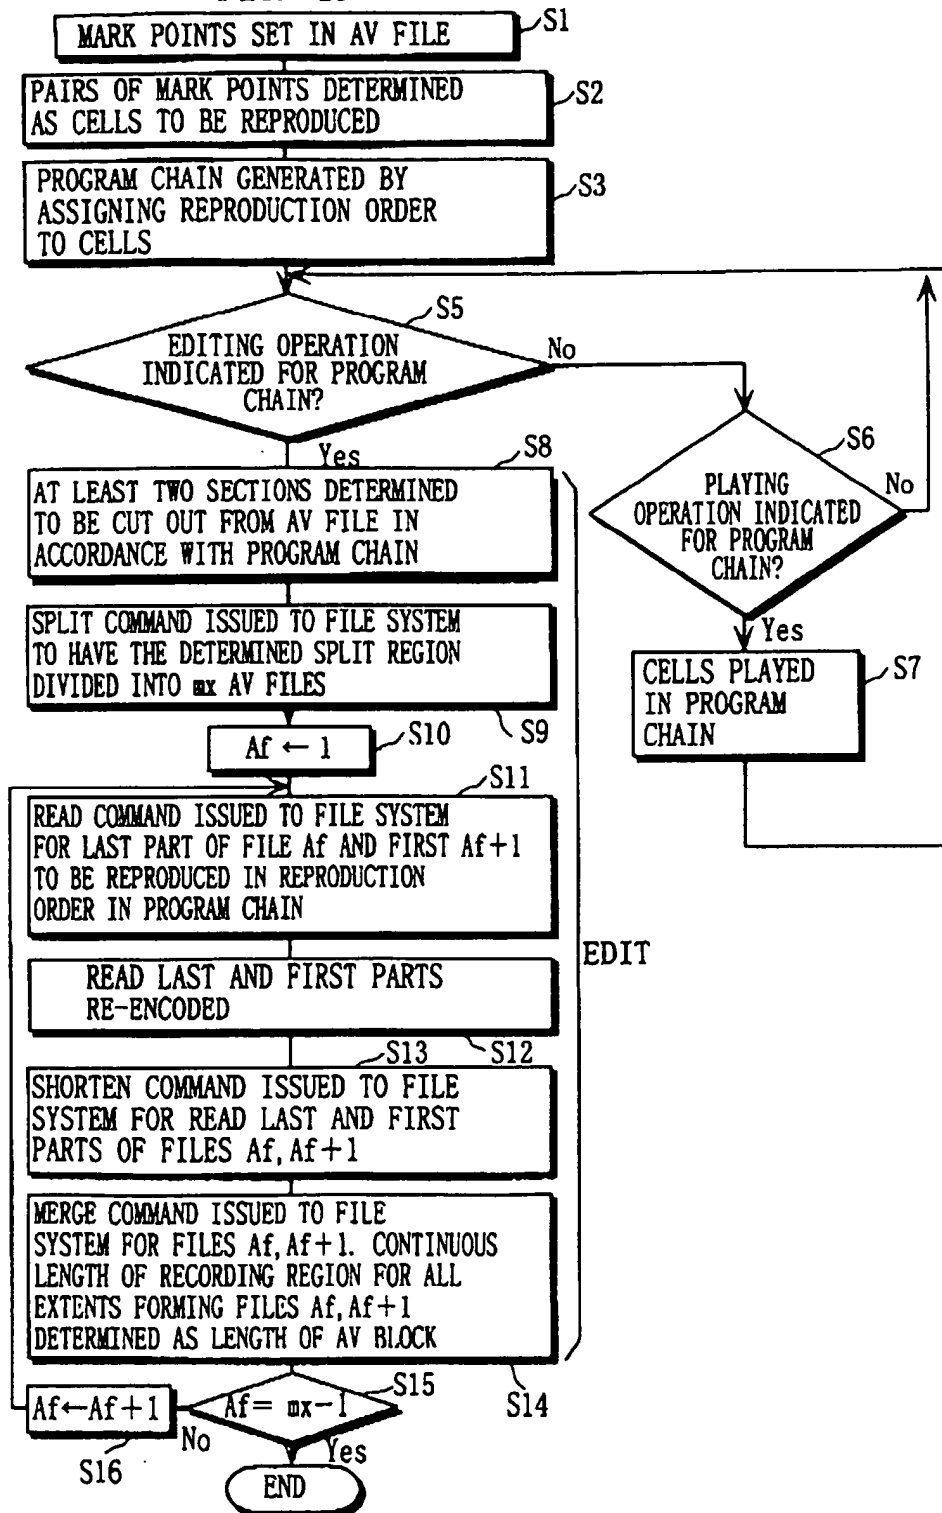 MARK POINTS SET IN AV FILE
S1
PAIRS OF MARK POINTS DETERMINED
AS CELLS TO BE REPRODUCED
S2
PROGRAM CHAIN GENERATED BY
ASSIGNING REPRODUCTION ORDER
TO CELLS
S3
S5
EDITING OPERATION
INDICATED FOR PROGRAM
CHAIN?
No
Yes
S6
PLAYING
OPERATION INDICATED
FOR PROGRAM
CHAIN?
No
Yes
S7
CELLS PLAYED
IN PROGRAM
CHAIN
S8
AT LEAST TWO SECTIONS DETERMINED
TO BE CUT OUT FROM AV FILE IN
ACCORDANCE WITH PROGRAM CHAIN
SPLIT COMMAND ISSUED TO FILE SYSTEM
TO HAVE THE DETERMINED SPLIT REGION
DIVIDED INTO mx AV FILES
S9
Af ← 1
S10
S11
READ COMMAND ISSUED TO FILE SYSTEM
FOR LAST PART OF FILE Af AND FIRST Af+1
TO BE REPRODUCED IN REPRODUCTION
ORDER IN PROGRAM CHAIN
EDIT
READ LAST AND FIRST PARTS
RE-ENCODED
S12
S13
SHORTEN COMMAND ISSUED TO FILE
SYSTEM FOR READ LAST AND FIRST
PARTS OF FILES Af, Af+1
MERGE COMMAND ISSUED TO FILE
SYSTEM FOR FILES Af, Af+1. CONTINUOUS
LENGTH OF RECORDING REGION FOR ALL
EXTENTS FORMING FILES Af, Af+1
DETERMINED AS LENGTH OF AV BLOCK
S14
S15
Af= mx-1
Af←Af+1
No
S16
Yes
END